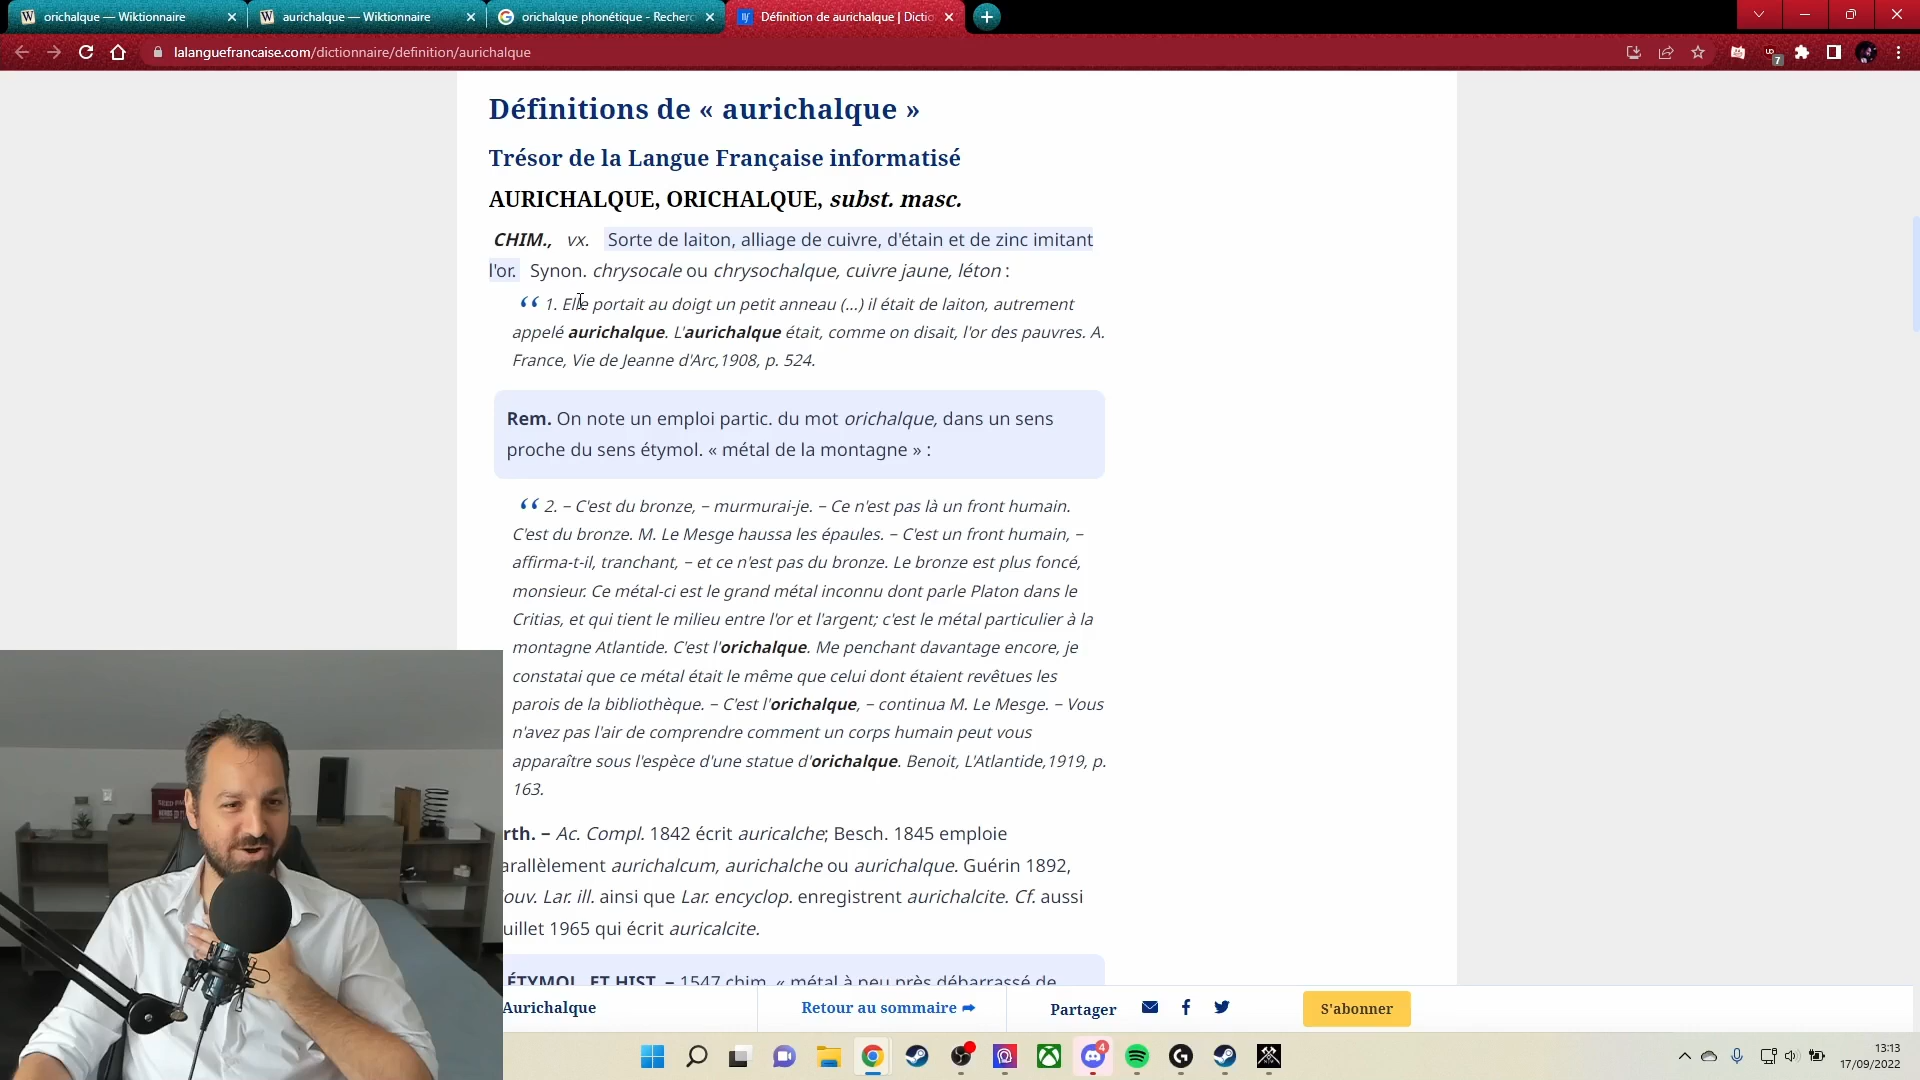 orichalque — Wiktionnaire
aurichalque — Wiktionnaire
orichalque phonétique - Recherc
Définition de aurichalque | Dictio
lalanguefrancaise.com/dictionnaire/definition/aurichalque
7
Définitions de « aurichalque »
Trésor de la Langue Française informatisé
AURICHALQUE, ORICHALQUE, subst. masc.
CHIM., vx. Sorte de laiton, alliage de cuivre, d'étain et de zinc imitant
l'or. Synon. chrysocale ou chrysochalque, cuivre jaune, léton :
“ 1. Elle portait au doigt un petit anneau (...) il était de laiton, autrement
appelé aurichalque. L'aurichalque était, comme on disait, l'or des pauvres. A.
France, Vie de Jeanne d'Arc,1908, p. 524.
Rem. On note un emploi partic. du mot orichalque, dans un sens
proche du sens étymol. « métal de la montagne » :
“ 2. – C'est du bronze, – murmurai-je. – Ce n'est pas là un front humain.
C'est du bronze. M. Le Mesge haussa les épaules. – C'est un front humain, –
affirma-t-il, tranchant, – et ce n'est pas du bronze. Le bronze est plus foncé,
monsieur. Ce métal-ci est le grand métal inconnu dont parle Platon dans le
Critias, et qui tient le milieu entre l'or et l'argent; c'est le métal particulier à la
montagne Atlantide. C'est l'orichalque. Me penchant davantage encore, je
constatai que ce métal était le même que celui dont étaient revêtues les
parois de la bibliothèque. – C'est l'orichalque, – continua M. Le Mesge. – Vous
n'avez pas l'air de comprendre comment un corps humain peut vous
apparaître sous l'espèce d'une statue d'orichalque. Benoit, L'Atlantide,1919, p.
163.
rth. – Ac. Compl. 1842 écrit auricalche; Besch. 1845 emploie
arallèlement aurichalcum, aurichalche ou aurichalque. Guérin 1892,
ouv. Lar. ill. ainsi que Lar. encyclop. enregistrent aurichalcite. Cf. aussi
uillet 1965 qui écrit auricalcite.
ÉTYMOL. ET HIST. – 1547 chim. « métal à peu près débarrassé de
Aurichalque
Retour au sommaire ➦
Partager
S'abonner
4
13:13
17/09/2022